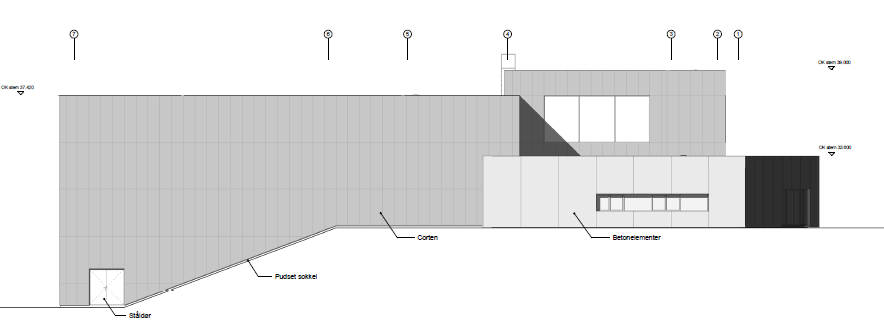 7 6 5 4 3 2 1
OK stern 39.000
OK stern 37.420
OK stern 33.600
Corten
Betonelementer
Pudset sokkel
Ståldør